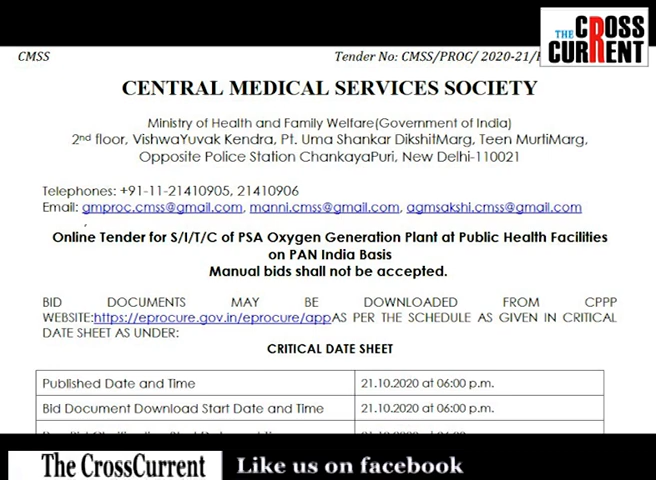 THE CROSS
CURRENT
CMSS Tender No: CMSS/PROC/ 2020-21/
CENTRAL MEDICAL SERVICES SOCIETY
Ministry of Health and Family Welfare(Government of India)
2nd floor, VishwaYuvak Kendra, Pt. Uma Shankar DikshitMarg, Teen MurtiMarg,
Opposite Police Station ChankayaPuri, New Delhi-110021
Telephones: +91-11-21410905, 21410906
Email: gmproc.cmss@gmail.com, manni.cmss@gmail.com, agmsakshi.cmss@gmail.com
Online Tender for S/I/T/C of PSA Oxygen Generation Plant at Public Health Facilities
on PAN India Basis
Manual bids shall not be accepted.
BID DOCUMENTS MAY BE DOWNLOADED FROM CPPP
WEBSITE:https://eprocure.gov.in/eprocure/appAS PER THE SCHEDULE AS GIVEN IN CRITICAL
DATE SHEET AS UNDER:
CRITICAL DATE SHEET
Published Date and Time 21.10.2020 at 06:00 p.m.
Bid Document Download Start Date and Time 21.10.2020 at 06:00 p.m.
The CrossCurrent Like us on facebook